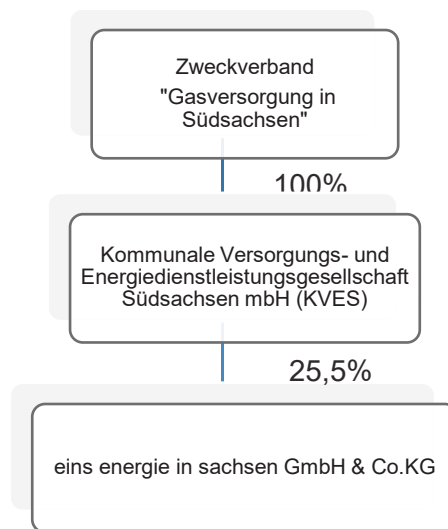 Zweckverband
"Gasversorgung in
Südsachsen"
100%
Kommunale Versorgungs- und
Energiedienstleistungsgesellschaft
Südsachsen mbH (KVES)
25,5%
eins energie in sachsen GmbH & Co.KG